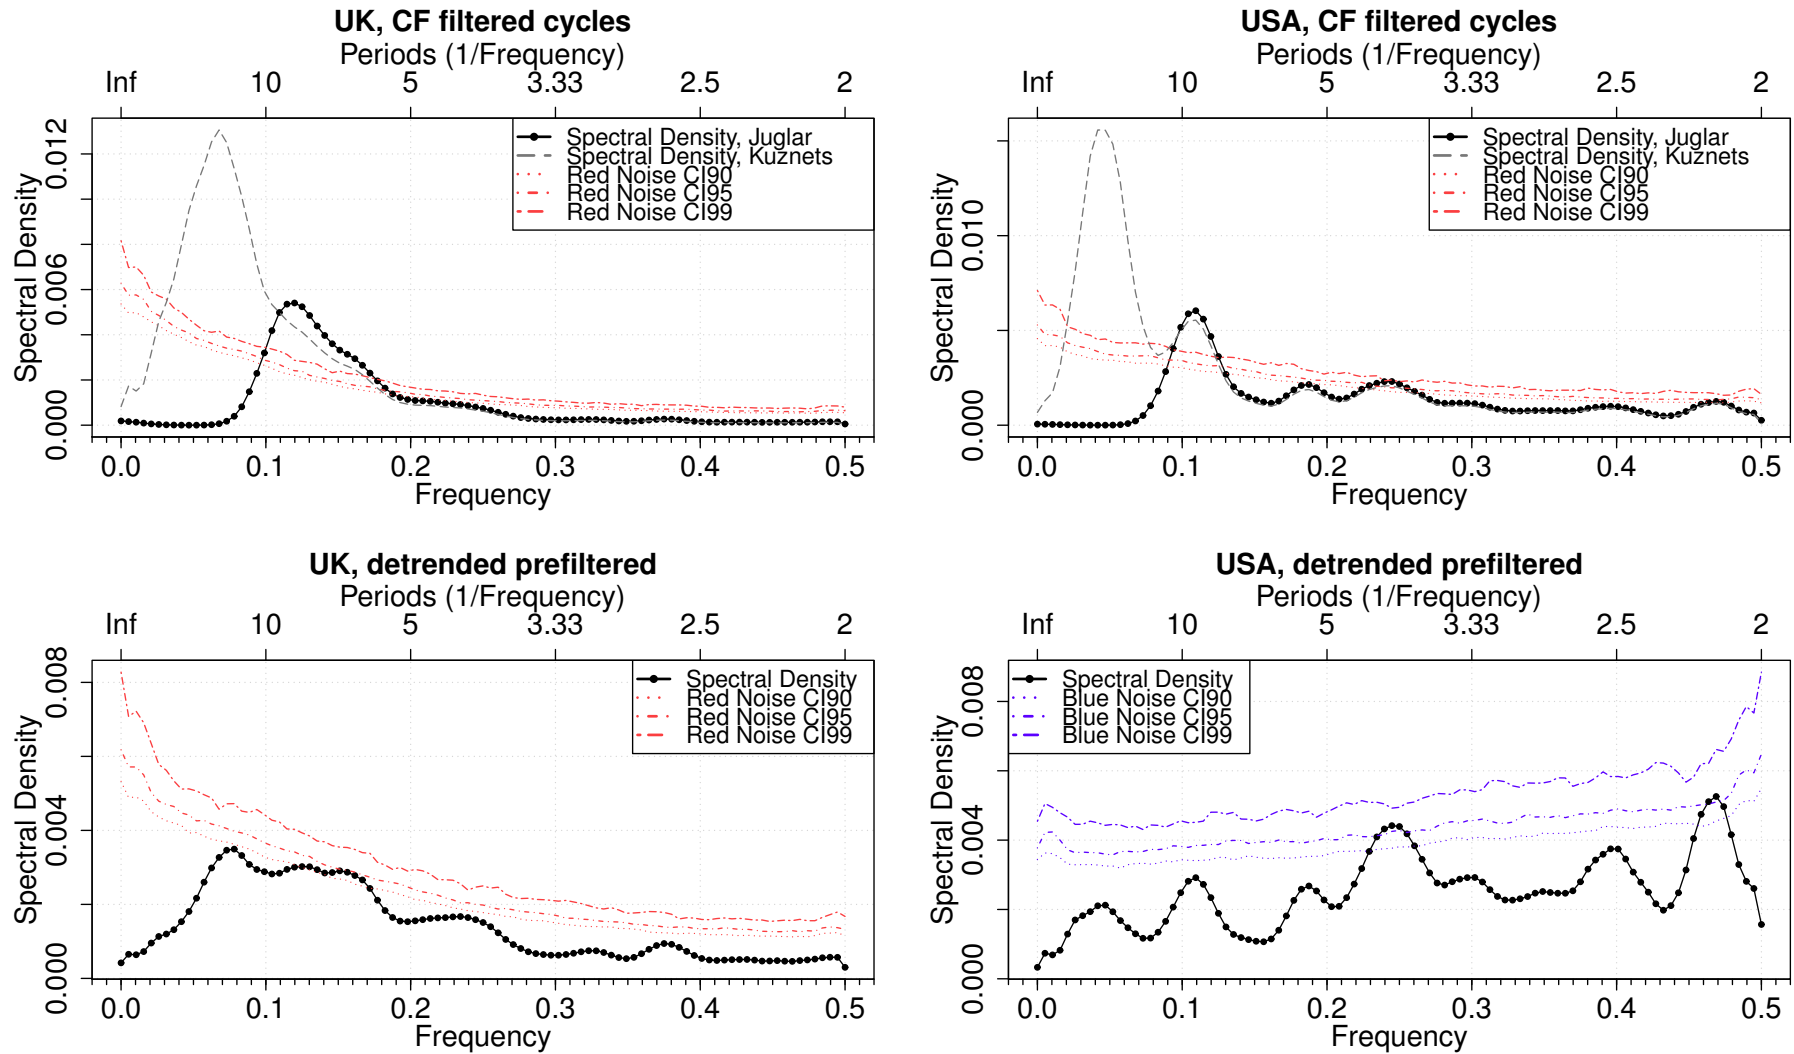 UK, CF filtered cycles
Periods (1/Frequency)
Inf 10 5 3.33 2.5 2
Spectral Density
0.000 0.006 0.012
Spectral Density, Juglar
Spectral Density, Kuznets
Red Noise CI90
Red Noise CI95
Red Noise CI99
0.0 0.1 0.2 0.3 0.4 0.5
Frequency
USA, CF filtered cycles
Periods (1/Frequency)
Inf 10 5 3.33 2.5 2
Spectral Density
0.000 0.010
Spectral Density, Juglar
Spectral Density, Kuznets
Red Noise CI90
Red Noise CI95
Red Noise CI99
0.0 0.1 0.2 0.3 0.4 0.5
Frequency
UK, detrended prefiltered
Periods (1/Frequency)
Inf 10 5 3.33 2.5 2
Spectral Density
0.000 0.004 0.008
Spectral Density
Red Noise CI90
Red Noise CI95
Red Noise CI99
0.0 0.1 0.2 0.3 0.4 0.5
Frequency
USA, detrended prefiltered
Periods (1/Frequency)
Inf 10 5 3.33 2.5 2
Spectral Density
0.000 0.004 0.008
Spectral Density
Blue Noise CI90
Blue Noise CI95
Blue Noise CI99
0.0 0.1 0.2 0.3 0.4 0.5
Frequency